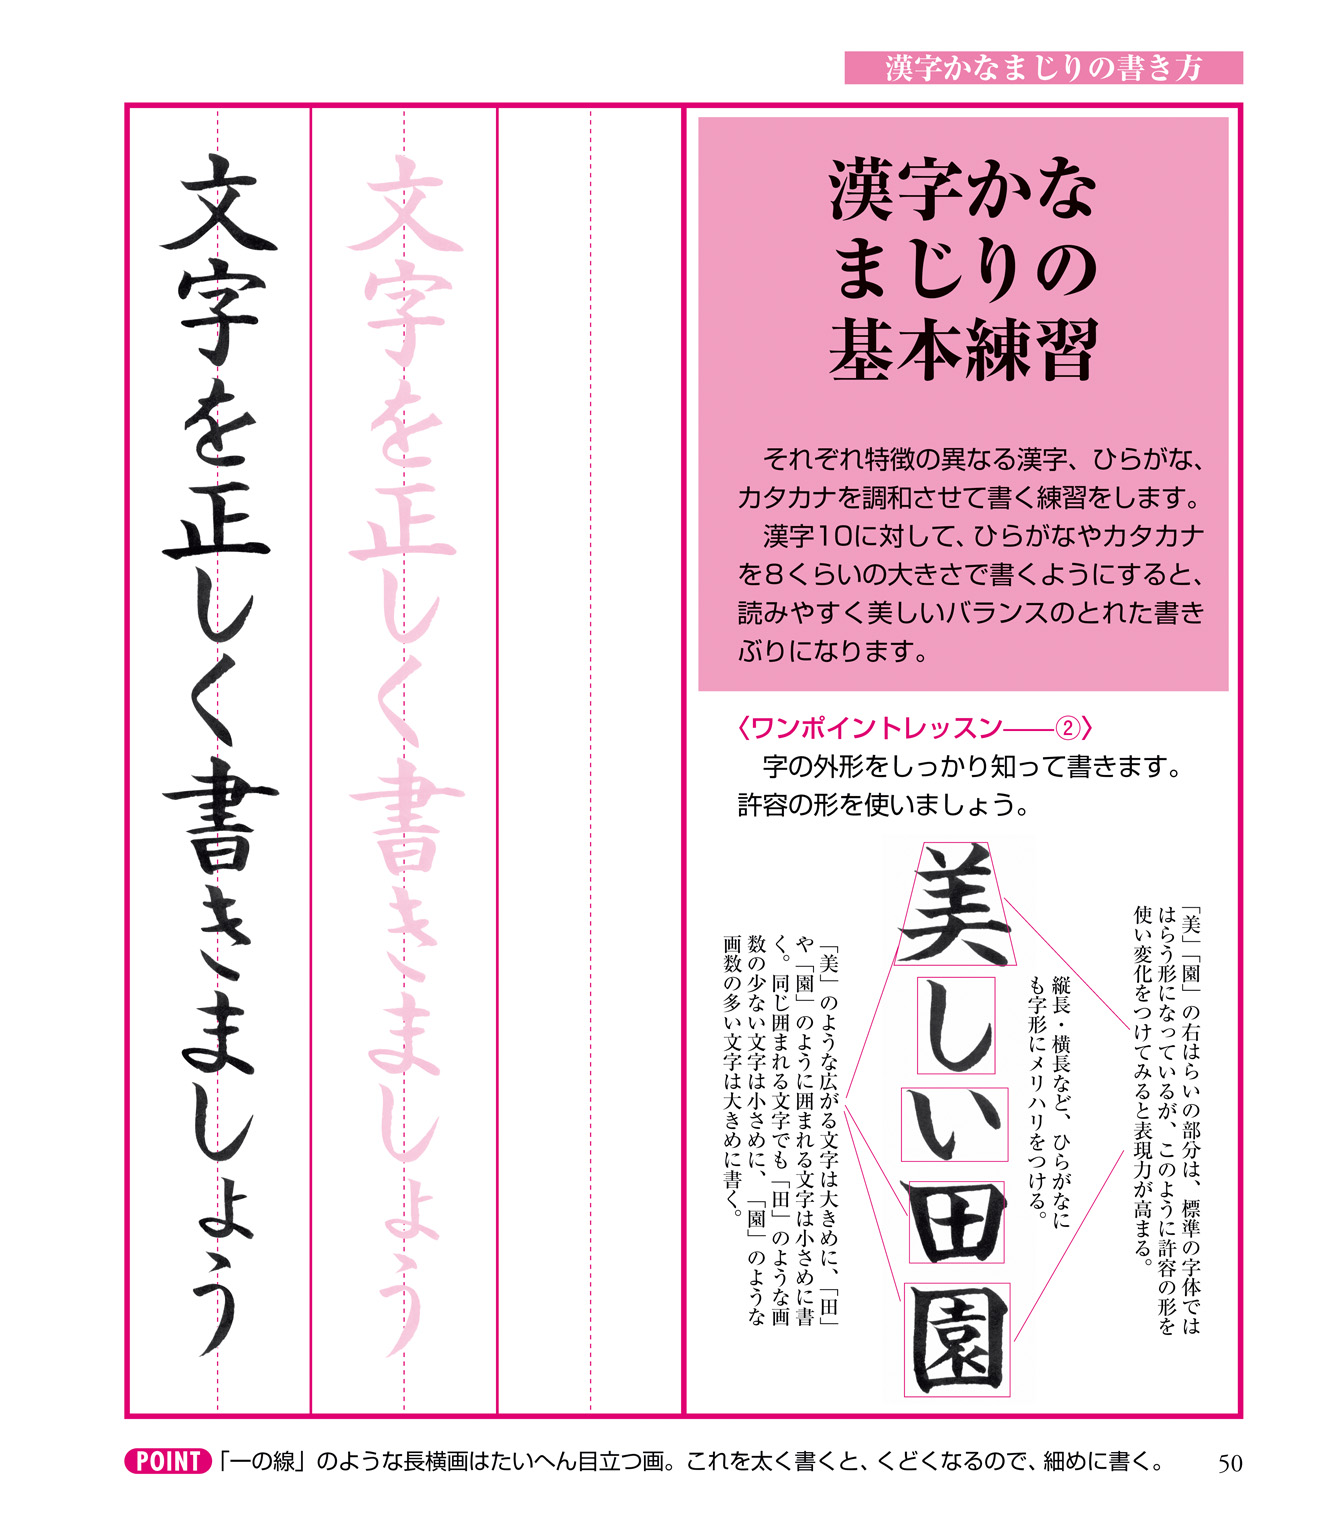 漢字かなまじりの書き方
漢字かな
まじりの
基本練習
それぞれ特徴の異なる漢字、ひらがな、
カタカナを調和させて書く練習をします。
漢字10に対して、ひらがなやカタカナ
を８くらいの大きさで書くようにすると、
読みやすく美しいバランスのとれた書き
ぶりになります。
〈ワンポイントレッスン――②〉
字の外形をしっかり知って書きます。
許容の形を使いましょう。
「美」「園」の右はらいの部分は、標準の字体では
はらう形になっているが、このように許容の形を
使い変化をつけてみると表現力が高まる。
縦長・横長など、ひらがなに
も字形にメリハリをつける。
美しい田園
「美」のような広がる文字は大きめに、「田」
や「園」のように囲まれる文字は小さめに書
く。同じ囲まれる文字でも「田」のような画
数の少ない文字は小さめに、「園」のような
画数の多い文字は大きめに書く。
文字を正しく書きましょう
文字を正しく書きましょう
POINT「一の線」のような長横画はたいへん目立つ画。これを太く書くと、くどくなるので、細めに書く。
50